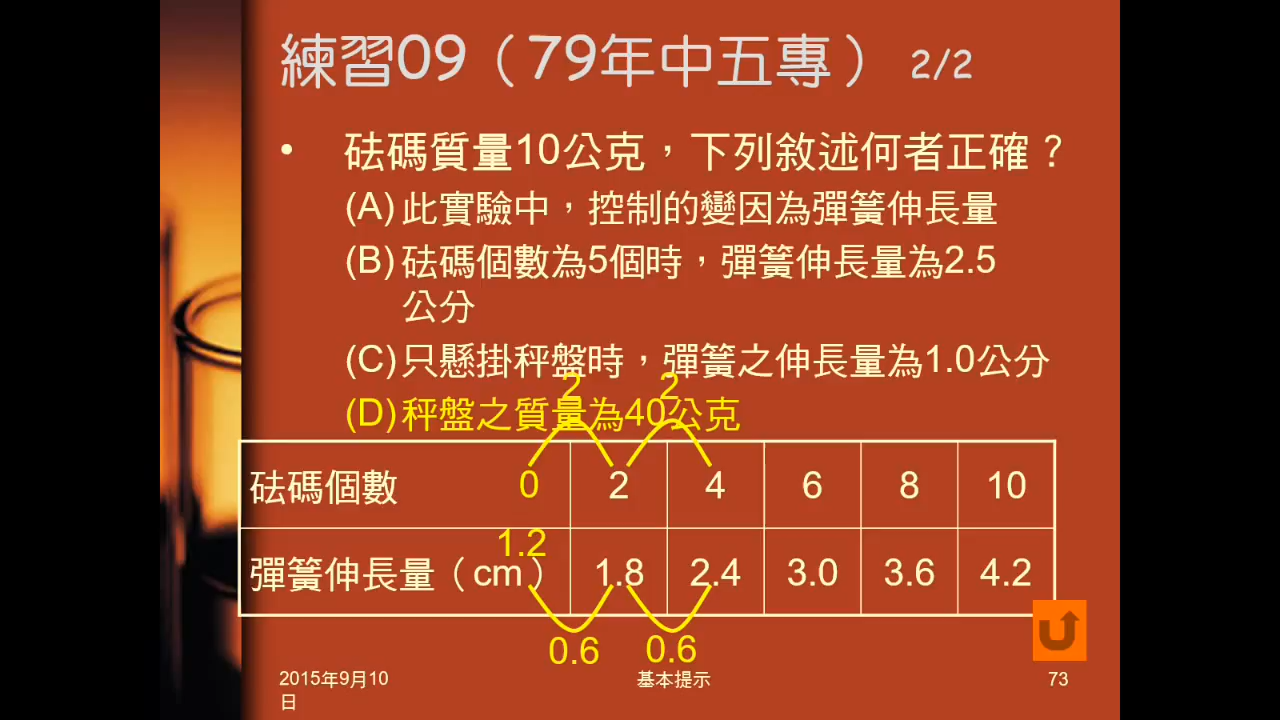 練習09（79年中五專） 2/2
• 砝碼質量10公克，下列敘述何者正確？
(A)此實驗中，控制的變因為彈簧伸長量
(B)砝碼個數為5個時，彈簧伸長量為2.5
公分
(C)只懸掛秤盤時，彈簧之伸長量為1.0公分
2 2
(D)秤盤之質量為40公克
砝碼個數 0 2 4 6 8 10
1.2
彈簧伸長量（cm） 1.8 2.4 3.0 3.6 4.2
0.6 0.6
2015年9月10
日
基本提示
73